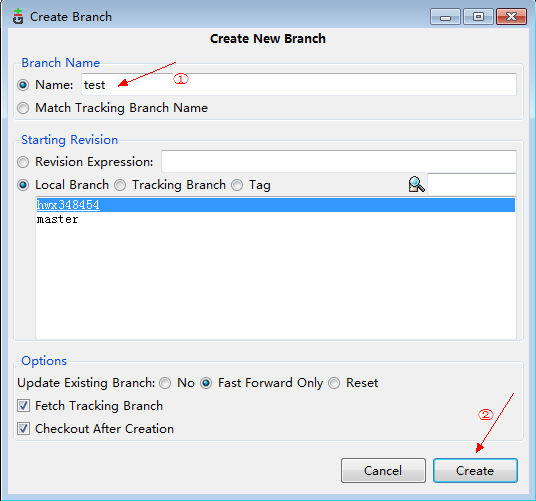 Create Branch
Create New Branch
Branch Name
Name: test
①
Match Tracking Branch Name
Starting Revision
Revision Expression:
Local Branch Tracking Branch Tag
hwx348454
master
Options
Update Existing Branch: No Fast Forward Only Reset
Fetch Tracking Branch
②
Checkout After Creation
Cancel Create